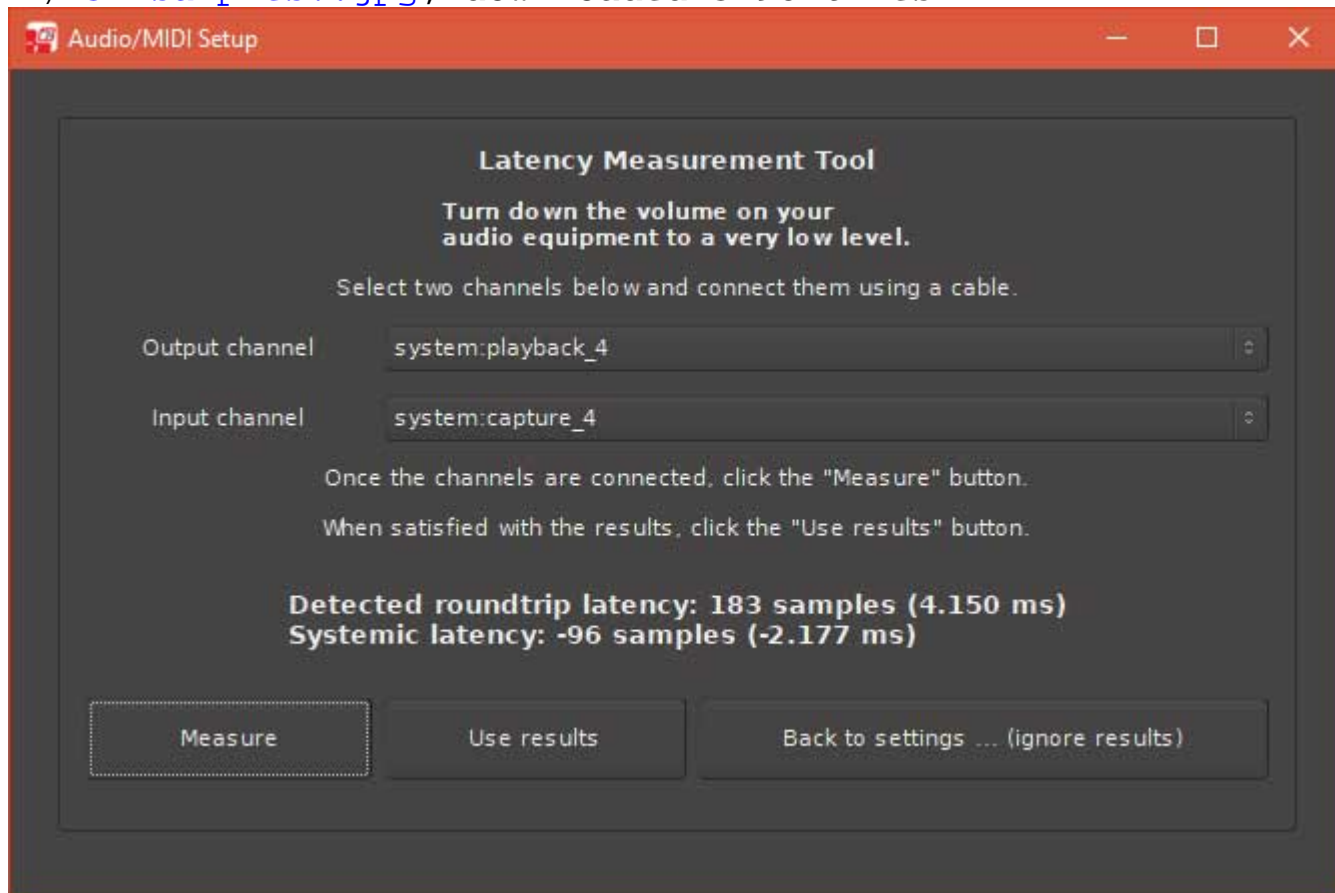 Audio/MIDI Setup
Latency Measurement Tool
Turn down the volume on your
audio equipment to a very low level.
Select two channels below and connect them using a cable.
Output channel system:playback_4
Input channel system:capture_4
Once the channels are connected, click the "Measure" button.
When satisfied with the results, click the "Use results" button.
Detected roundtrip latency: 183 samples (4.150 ms)
Systemic latency: -96 samples (-2.177 ms)
Measure Use results Back to settings ... (ignore results)